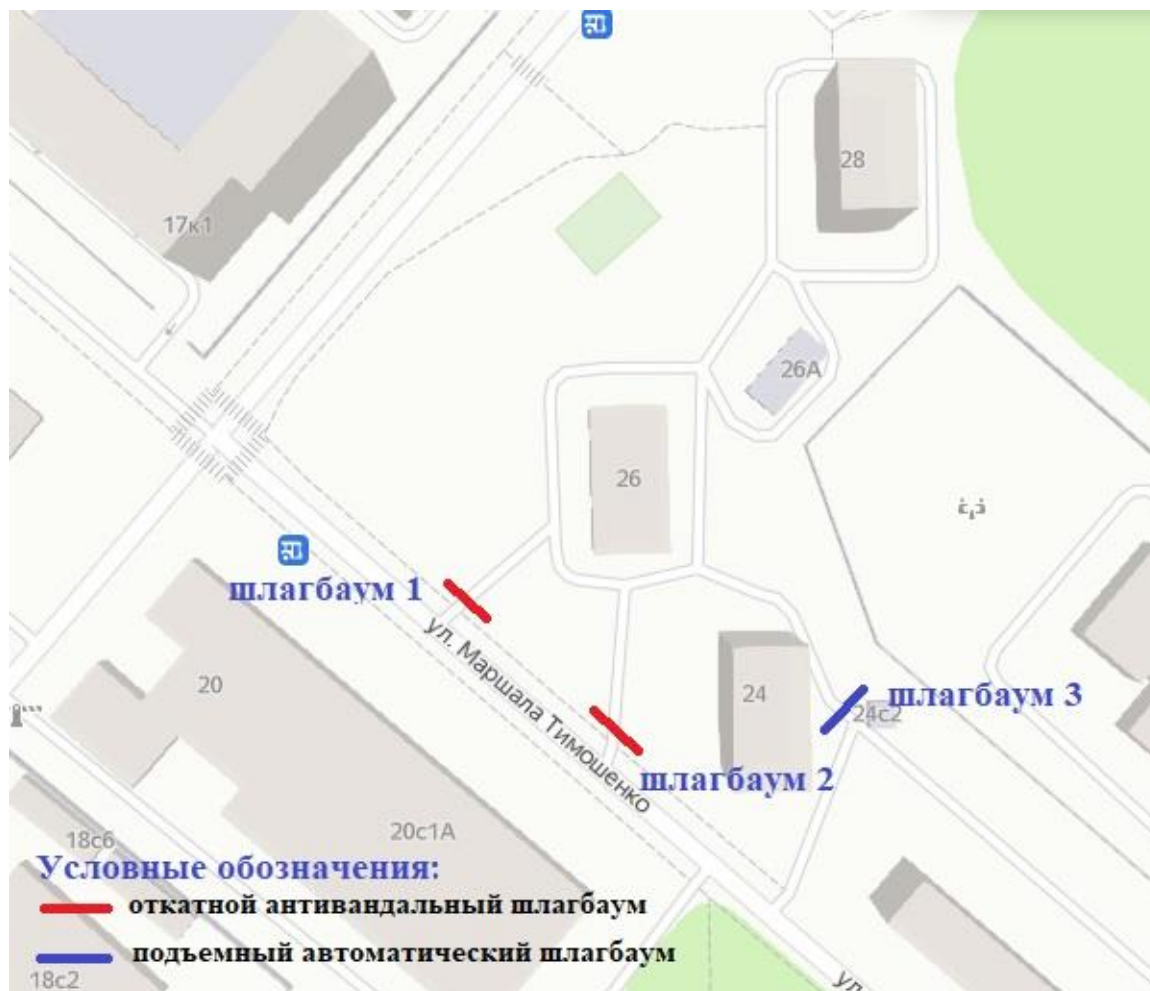 28
17к1
26А
26
шлагбаум 1
ул. Маршала Тимошенко
20
24
шлагбаум 3
24с2
шлагбаум 2
20с1А
18с6
Условные обозначения:
откатной антивандальный шлагбаум
подъемный автоматический шлагбаум
18с2
ул